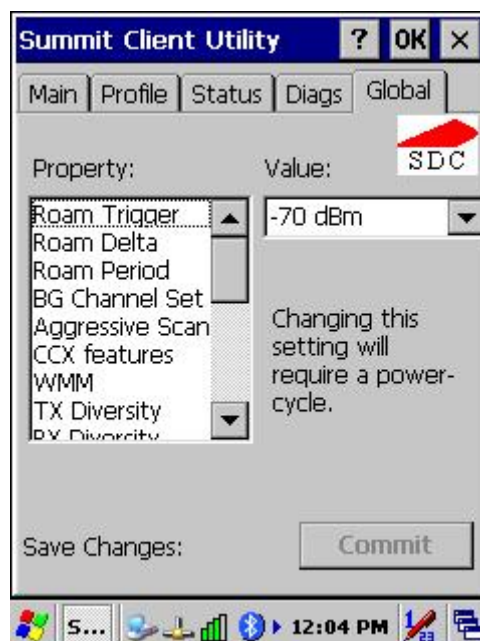 Summit Client Utility ? OK ×
Main Profile Status Diags Global
SDC
Property: Value:
Roam Trigger
-70 dBm
Roam Delta
Roam Period
BG Channel Set
Aggressive Scan
CCX features
WMM
TX Diversity
RX Diversity
Changing this
setting will
require a power-
cycle.
Save Changes: Commit
S... 12:04 PM